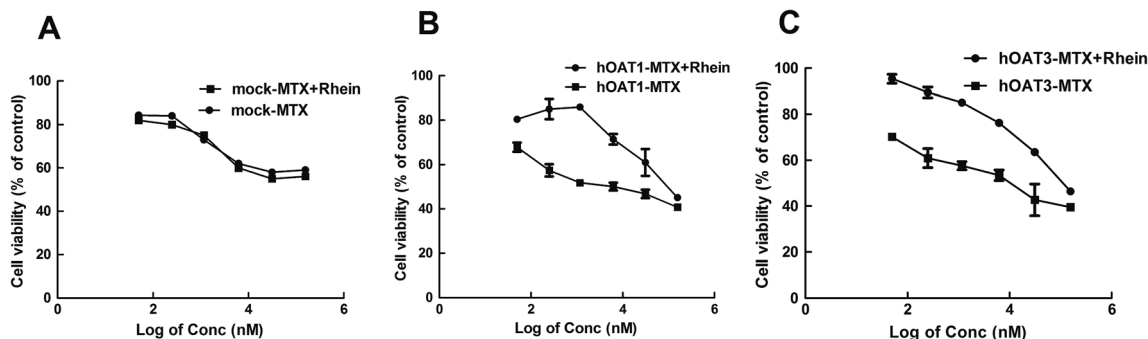 A
mock-MTX+Rhein
mock-MTX
Cell viability (% of control)
100
80
60
40
20
0
0
2
4
6
Log of Conc (nM)
B
hOAT1-MTX+Rhein
hOAT1-MTX
Cell viability (% of control)
100
80
60
40
20
0
0
2
4
6
Log of Conc (nM)
C
hOAT3-MTX+Rhein
hOAT3-MTX
Cell viability (% of control)
100
80
60
40
20
0
0
2
4
6
Log of Conc (nM)